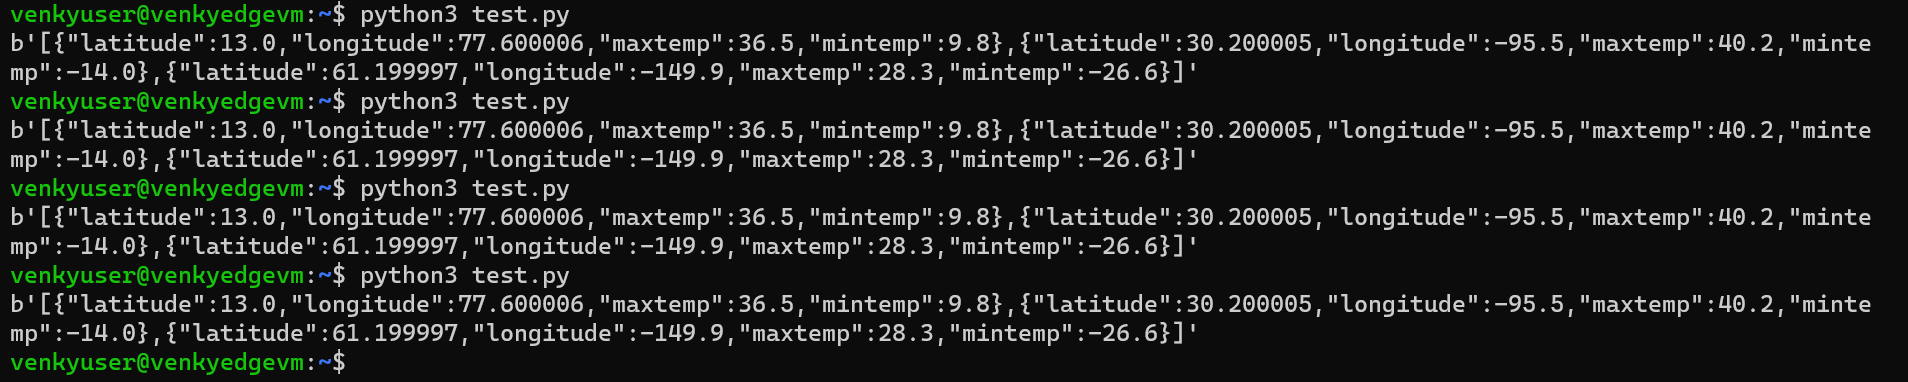 venkyuser@venkyedgevm:~$ python3 test.py
b'[{"latitude":13.0,"longitude":77.600006,"maxtemp":36.5,"mintemp":9.8},{"latitude":30.200005,"longitude":-95.5,"maxtemp":40.2,"minte
mp":-14.0},{"latitude":61.199997,"longitude":-149.9,"maxtemp":28.3,"mintemp":-26.6}]'
venkyuser@venkyedgevm:~$ python3 test.py
b'[{"latitude":13.0,"longitude":77.600006,"maxtemp":36.5,"mintemp":9.8},{"latitude":30.200005,"longitude":-95.5,"maxtemp":40.2,"minte
mp":-14.0},{"latitude":61.199997,"longitude":-149.9,"maxtemp":28.3,"mintemp":-26.6}]'
venkyuser@venkyedgevm:~$ python3 test.py
b'[{"latitude":13.0,"longitude":77.600006,"maxtemp":36.5,"mintemp":9.8},{"latitude":30.200005,"longitude":-95.5,"maxtemp":40.2,"minte
mp":-14.0},{"latitude":61.199997,"longitude":-149.9,"maxtemp":28.3,"mintemp":-26.6}]'
venkyuser@venkyedgevm:~$ python3 test.py
b'[{"latitude":13.0,"longitude":77.600006,"maxtemp":36.5,"mintemp":9.8},{"latitude":30.200005,"longitude":-95.5,"maxtemp":40.2,"minte
mp":-14.0},{"latitude":61.199997,"longitude":-149.9,"maxtemp":28.3,"mintemp":-26.6}]'
venkyuser@venkyedgevm:~$